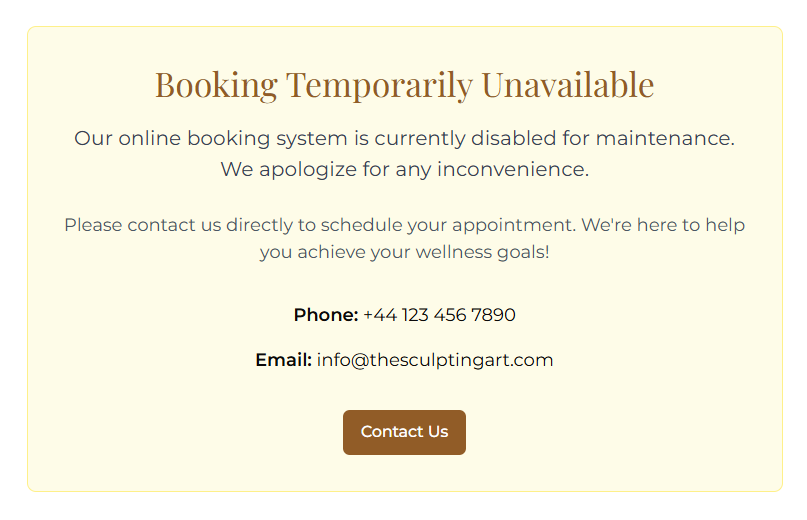 Booking Temporarily Unavailable
Our online booking system is currently disabled for maintenance.
We apologize for any inconvenience.
Please contact us directly to schedule your appointment. We're here to help
you achieve your wellness goals!
Phone: +44 123 456 7890
Email: info@thesculptingart.com
Contact Us